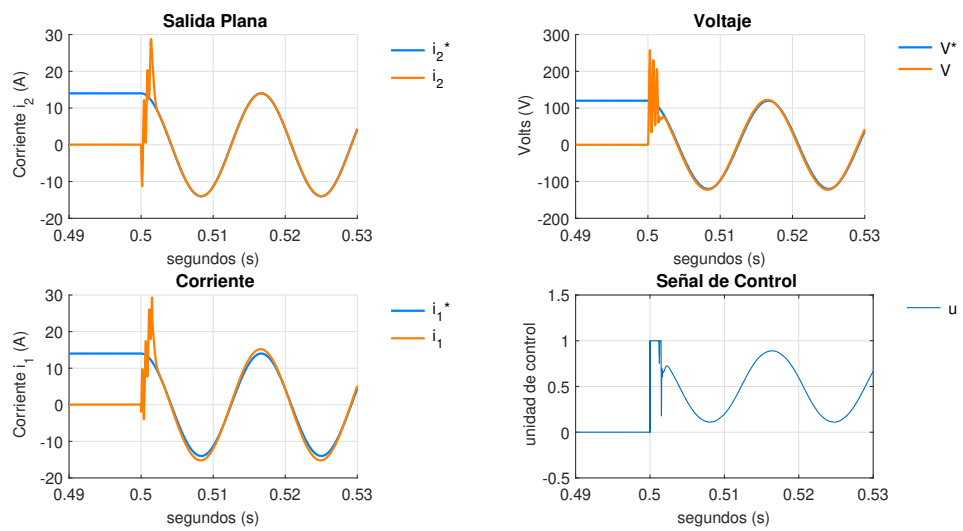 Salida Plana
Corriente i2 (A)
30
20
10
0
-10
-20
0.49 0.5 0.51 0.52 0.53
segundos (s)
i2*
i2
Voltaje
Volts (V)
300
200
100
0
-100
-200
0.49 0.5 0.51 0.52 0.53
segundos (s)
V*
V
Corriente
Corriente i1 (A)
30
20
10
0
-10
-20
0.49 0.5 0.51 0.52 0.53
segundos (s)
i1*
i1
Señal de Control
unidad de control
1.5
1
0.5
0
-0.5
0.49 0.5 0.51 0.52 0.53
segundos (s)
u